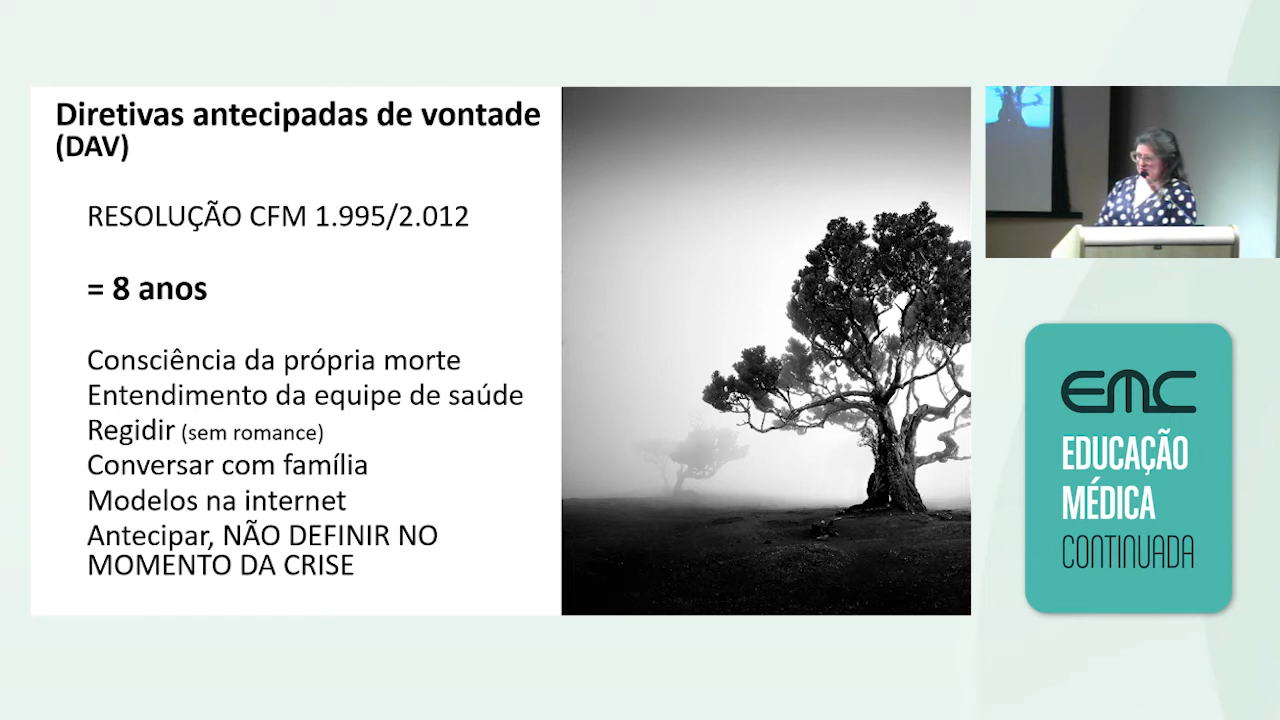 Diretivas antecipadas de vontade
(DAV)
RESOLUÇÃO CFM 1.995/2.012
= 8 anos
Consciência da própria morte
Entendimento da equipe de saúde
Regidir (sem romance)
Conversar com família
Modelos na internet
Antecipar, NÃO DEFINIR NO
MOMENTO DA CRISE
EMC
EDUCAÇÃO
MÉDICA
CONTINUADA